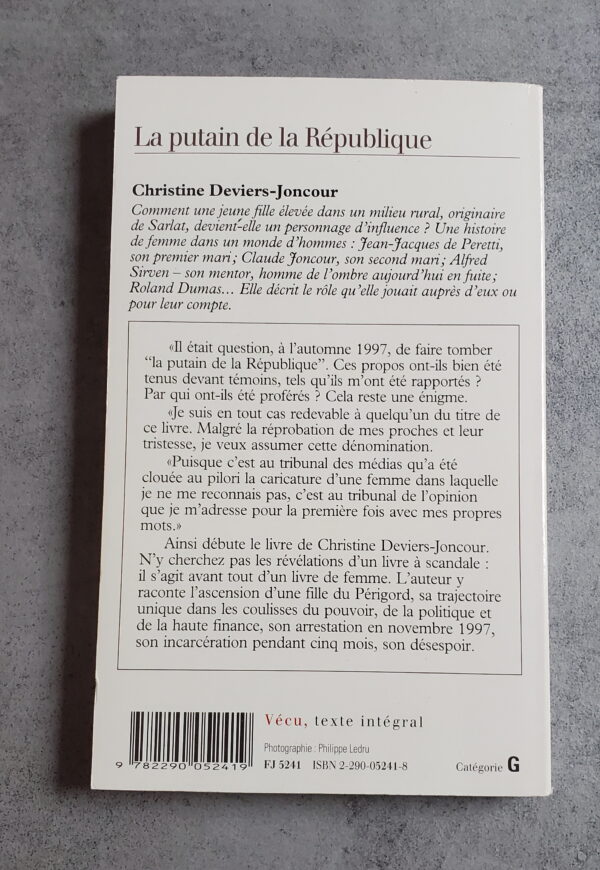 La putain de la République
Christine Deviers-Joncour
Comment une jeune fille élevée dans un milieu rural, originaire
de Sarlat, devient-elle un personnage d'influence ? Une histoire
de femme dans un monde d'hommes : Jean-Jacques de Peretti,
son premier mari ; Claude Joncour, son second mari ; Alfred
Sirven – son mentor, homme de l'ombre aujourd'hui en fuite ;
Roland Dumas... Elle décrit le rôle qu'elle jouait auprès d'eux ou
pour leur compte.
«Il était question, à l'automne 1997, de faire tomber
“la putain de la République”. Ces propos ont-ils bien été
tenus devant témoins, tels qu'ils m'ont été rapportés ?
Par qui ont-ils été proférés ? Cela reste une énigme.
«Je suis en tout cas redevable à quelqu'un du titre de
ce livre. Malgré la réprobation de mes proches et leur
tristesse, je veux assumer cette dénomination.
«Puisque c'est au tribunal des médias qu'a été
clouée au pilori la caricature d'une femme dans laquelle
je ne me reconnais pas, c'est au tribunal de l'opinion
que je m'adresse pour la première fois avec mes propres
mots.»
Ainsi débute le livre de Christine Deviers-Joncour.
N'y cherchez pas les révélations d'un livre à scandale :
il s'agit avant tout d'un livre de femme. L'auteur y
raconte l'ascension d'une fille du Périgord, sa trajectoire
unique dans les coulisses du pouvoir, de la politique et
de la haute finance, son arrestation en novembre 1997,
son incarcération pendant cinq mois, son désespoir.
Vécu, texte intégral
Photographie : Philippe Ledru
9 782290 052419
FJ 5241 ISBN 2-290-05241-8
Catégorie G